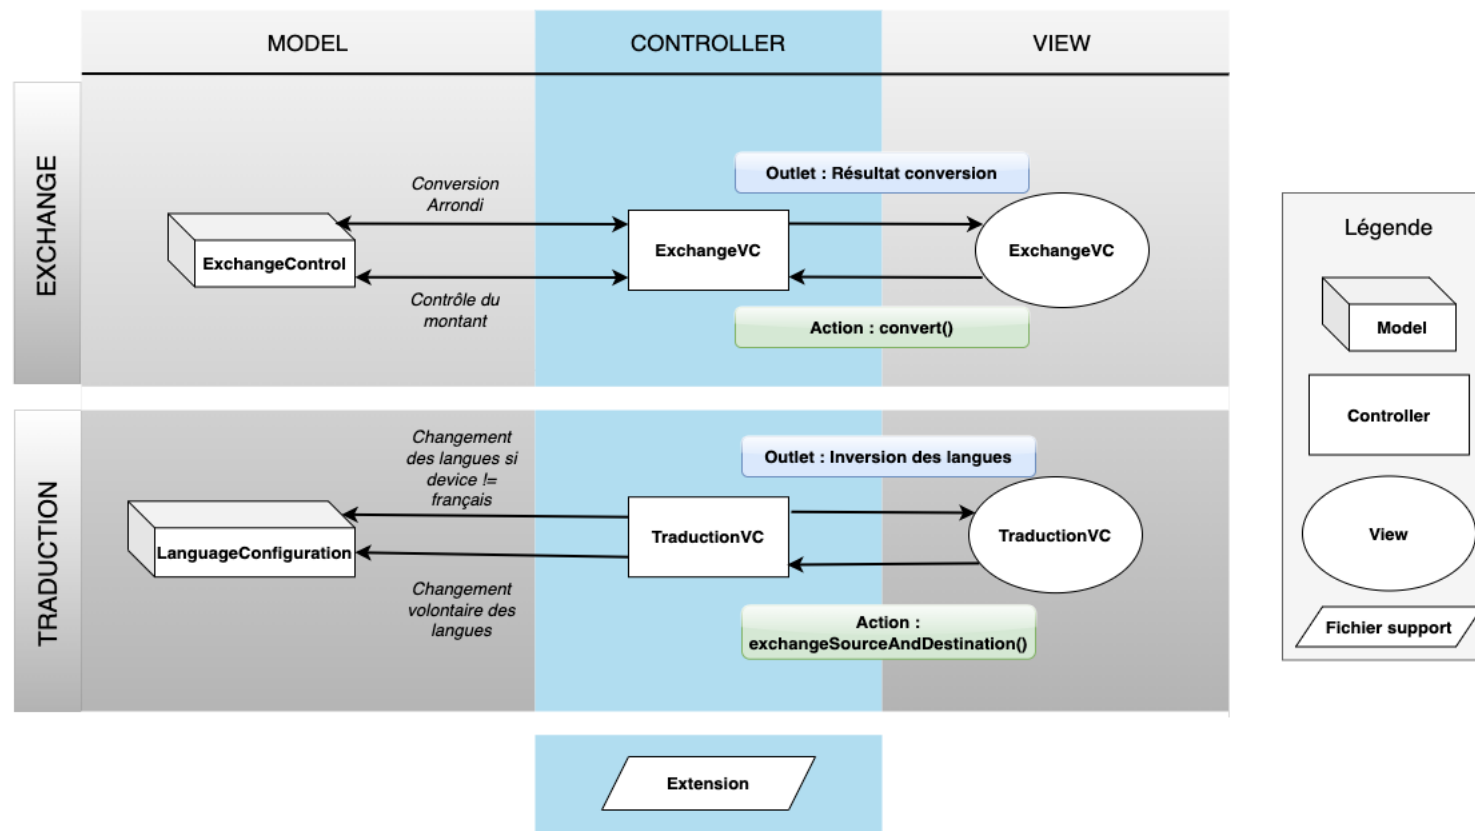 MODEL
CONTROLLER
VIEW
EXCHANGE
Conversion
Arrondi
Outlet : Résultat conversion
ExchangeControl
ExchangeVC
ExchangeVC
Contrôle du
montant
Action : convert()
TRADUCTION
Changement
des langues si
device !=
français
Outlet : Inversion des langues
LanguageConfiguration
TraductionVC
TraductionVC
Changement
volontaire des
langues
Action :
exchangeSourceAndDestination()
Extension
Légende
Model
Controller
View
Fichier support